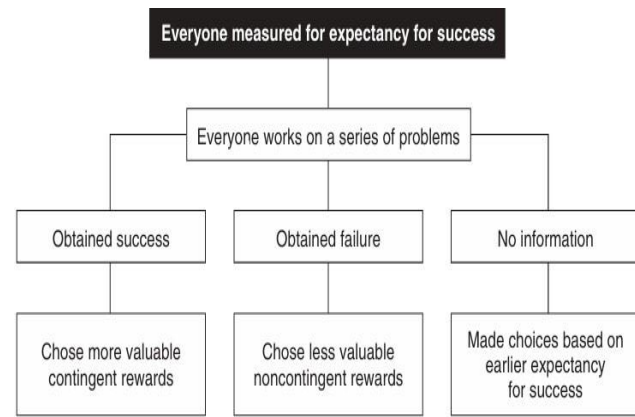 Everyone measured for expectancy for success
Everyone works on a series of problems
Obtained success
Obtained failure
No information
Chose more valuable
contingent rewards
Chose less valuable
noncontingent rewards
Made choices based on
earlier expectancy
for success